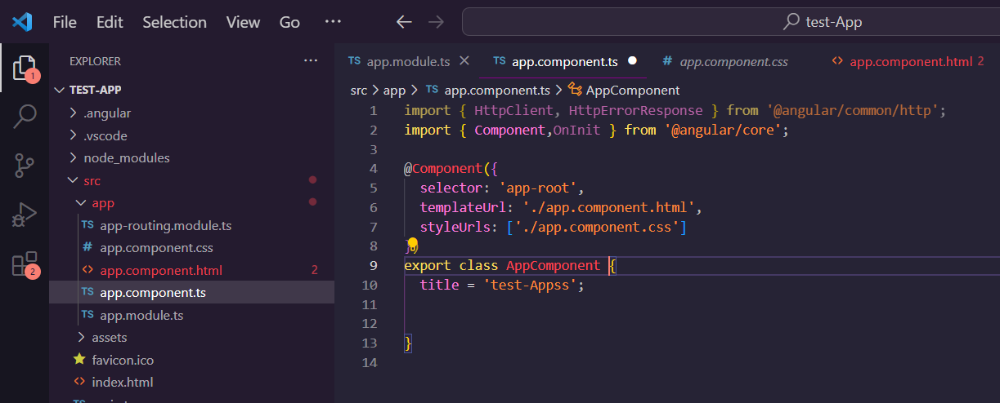 File Edit Selection View Go ··· test-App
EXPLORER ···
TEST-APP
.angular
.vscode
node_modules
src
app
TS app-routing.module.ts
# app.component.css
<> app.component.html 2
TS app.component.ts
TS app.module.ts
assets
favicon.ico
<> index.html
1
2
TS app.module.ts TS app.component.ts # app.component.css <> app.component.html 2
src > app > TS app.component.ts > AppComponent
1 import { HttpClient, HttpErrorResponse } from '@angular/common/http';
2 import { Component,OnInit } from '@angular/core';
3
4 @Component({
5 selector: 'app-root',
6 templateUrl: './app.component.html',
7 styleUrls: ['./app.component.css']
8 })
9 export class AppComponent {
10 title = 'test-Appss';
11
12
13 }
14